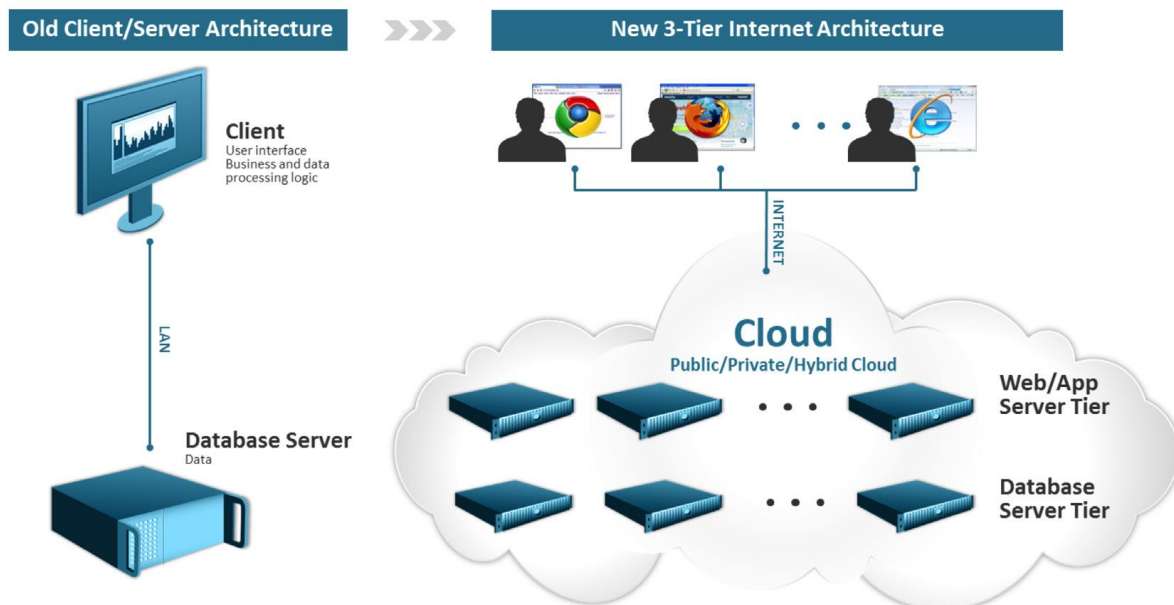 Old Client/Server Architecture
New 3-Tier Internet Architecture
Client
User interface
Business and data
processing logic
LAN
Database Server
Data
INTERNET
Cloud
Public/Private/Hybrid Cloud
Web/App
Server Tier
Database
Server Tier